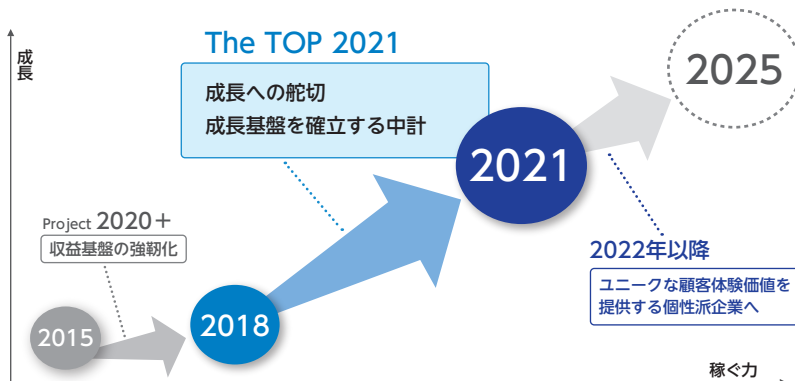 The TOP 2021
成長
成長への舵切
成長基盤を確立する中計
2025
2021
Project 2020+
収益基盤の強靭化
2015
2018
2022年以降
ユニークな顧客体験価値を
提供する個性派企業へ
稼ぐ力